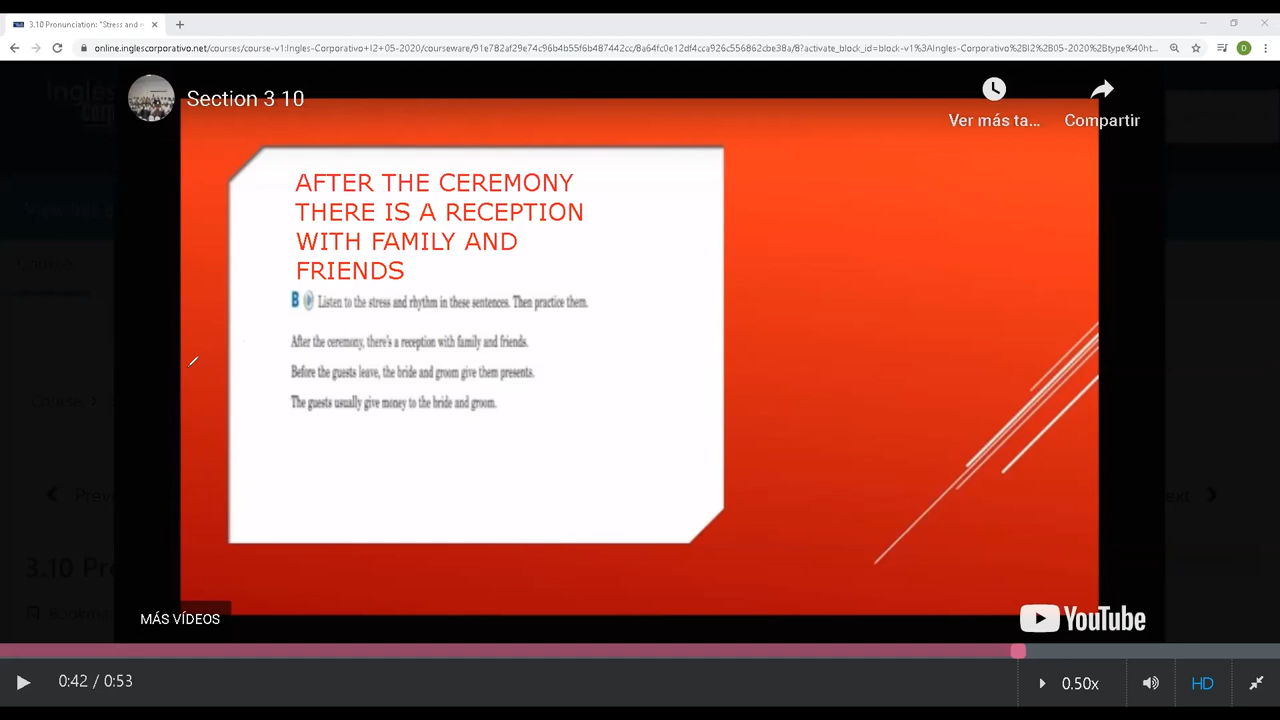 3.10 Pronunciation: "Stress and
online.inglescorporativo.net/courses/course-v1:Ingles-Corporativo+I2+05-2020/courseware/91e782af29e74c96b4b55f6b487442cc/8a64fc0e12df4cca926c556862cbe38a/8?activate_block_id=block-v1%3AIngles-Corporativo%2BI2%2B05-2020%2Btype%40ht...
D
Section 3 10
Ver más ta...
Compartir
AFTER THE CEREMONY
THERE IS A RECEPTION
WITH FAMILY AND
FRIENDS
B Listen to the stress and rhythm in these sentences. Then practice them.
After the ceremony, there's a reception with family and friends.
Before the guests leave, the bride and groom give them presents.
The guests usually give money to the bride and groom.
3.10 Pr
MÁS VÍDEOS
YouTube
0:42 / 0:53
0.50x
HD